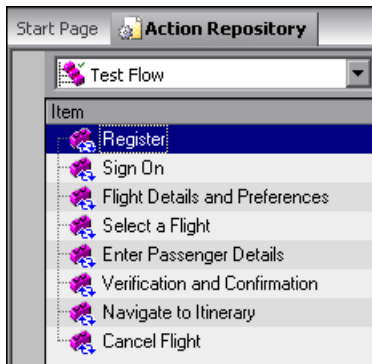 Start Page Action Repository
Test Flow
Item
Register
Sign On
Flight Details and Preferences
Select a Flight
Enter Passenger Details
Verification and Confirmation
Navigate to Itinerary
Cancel Flight